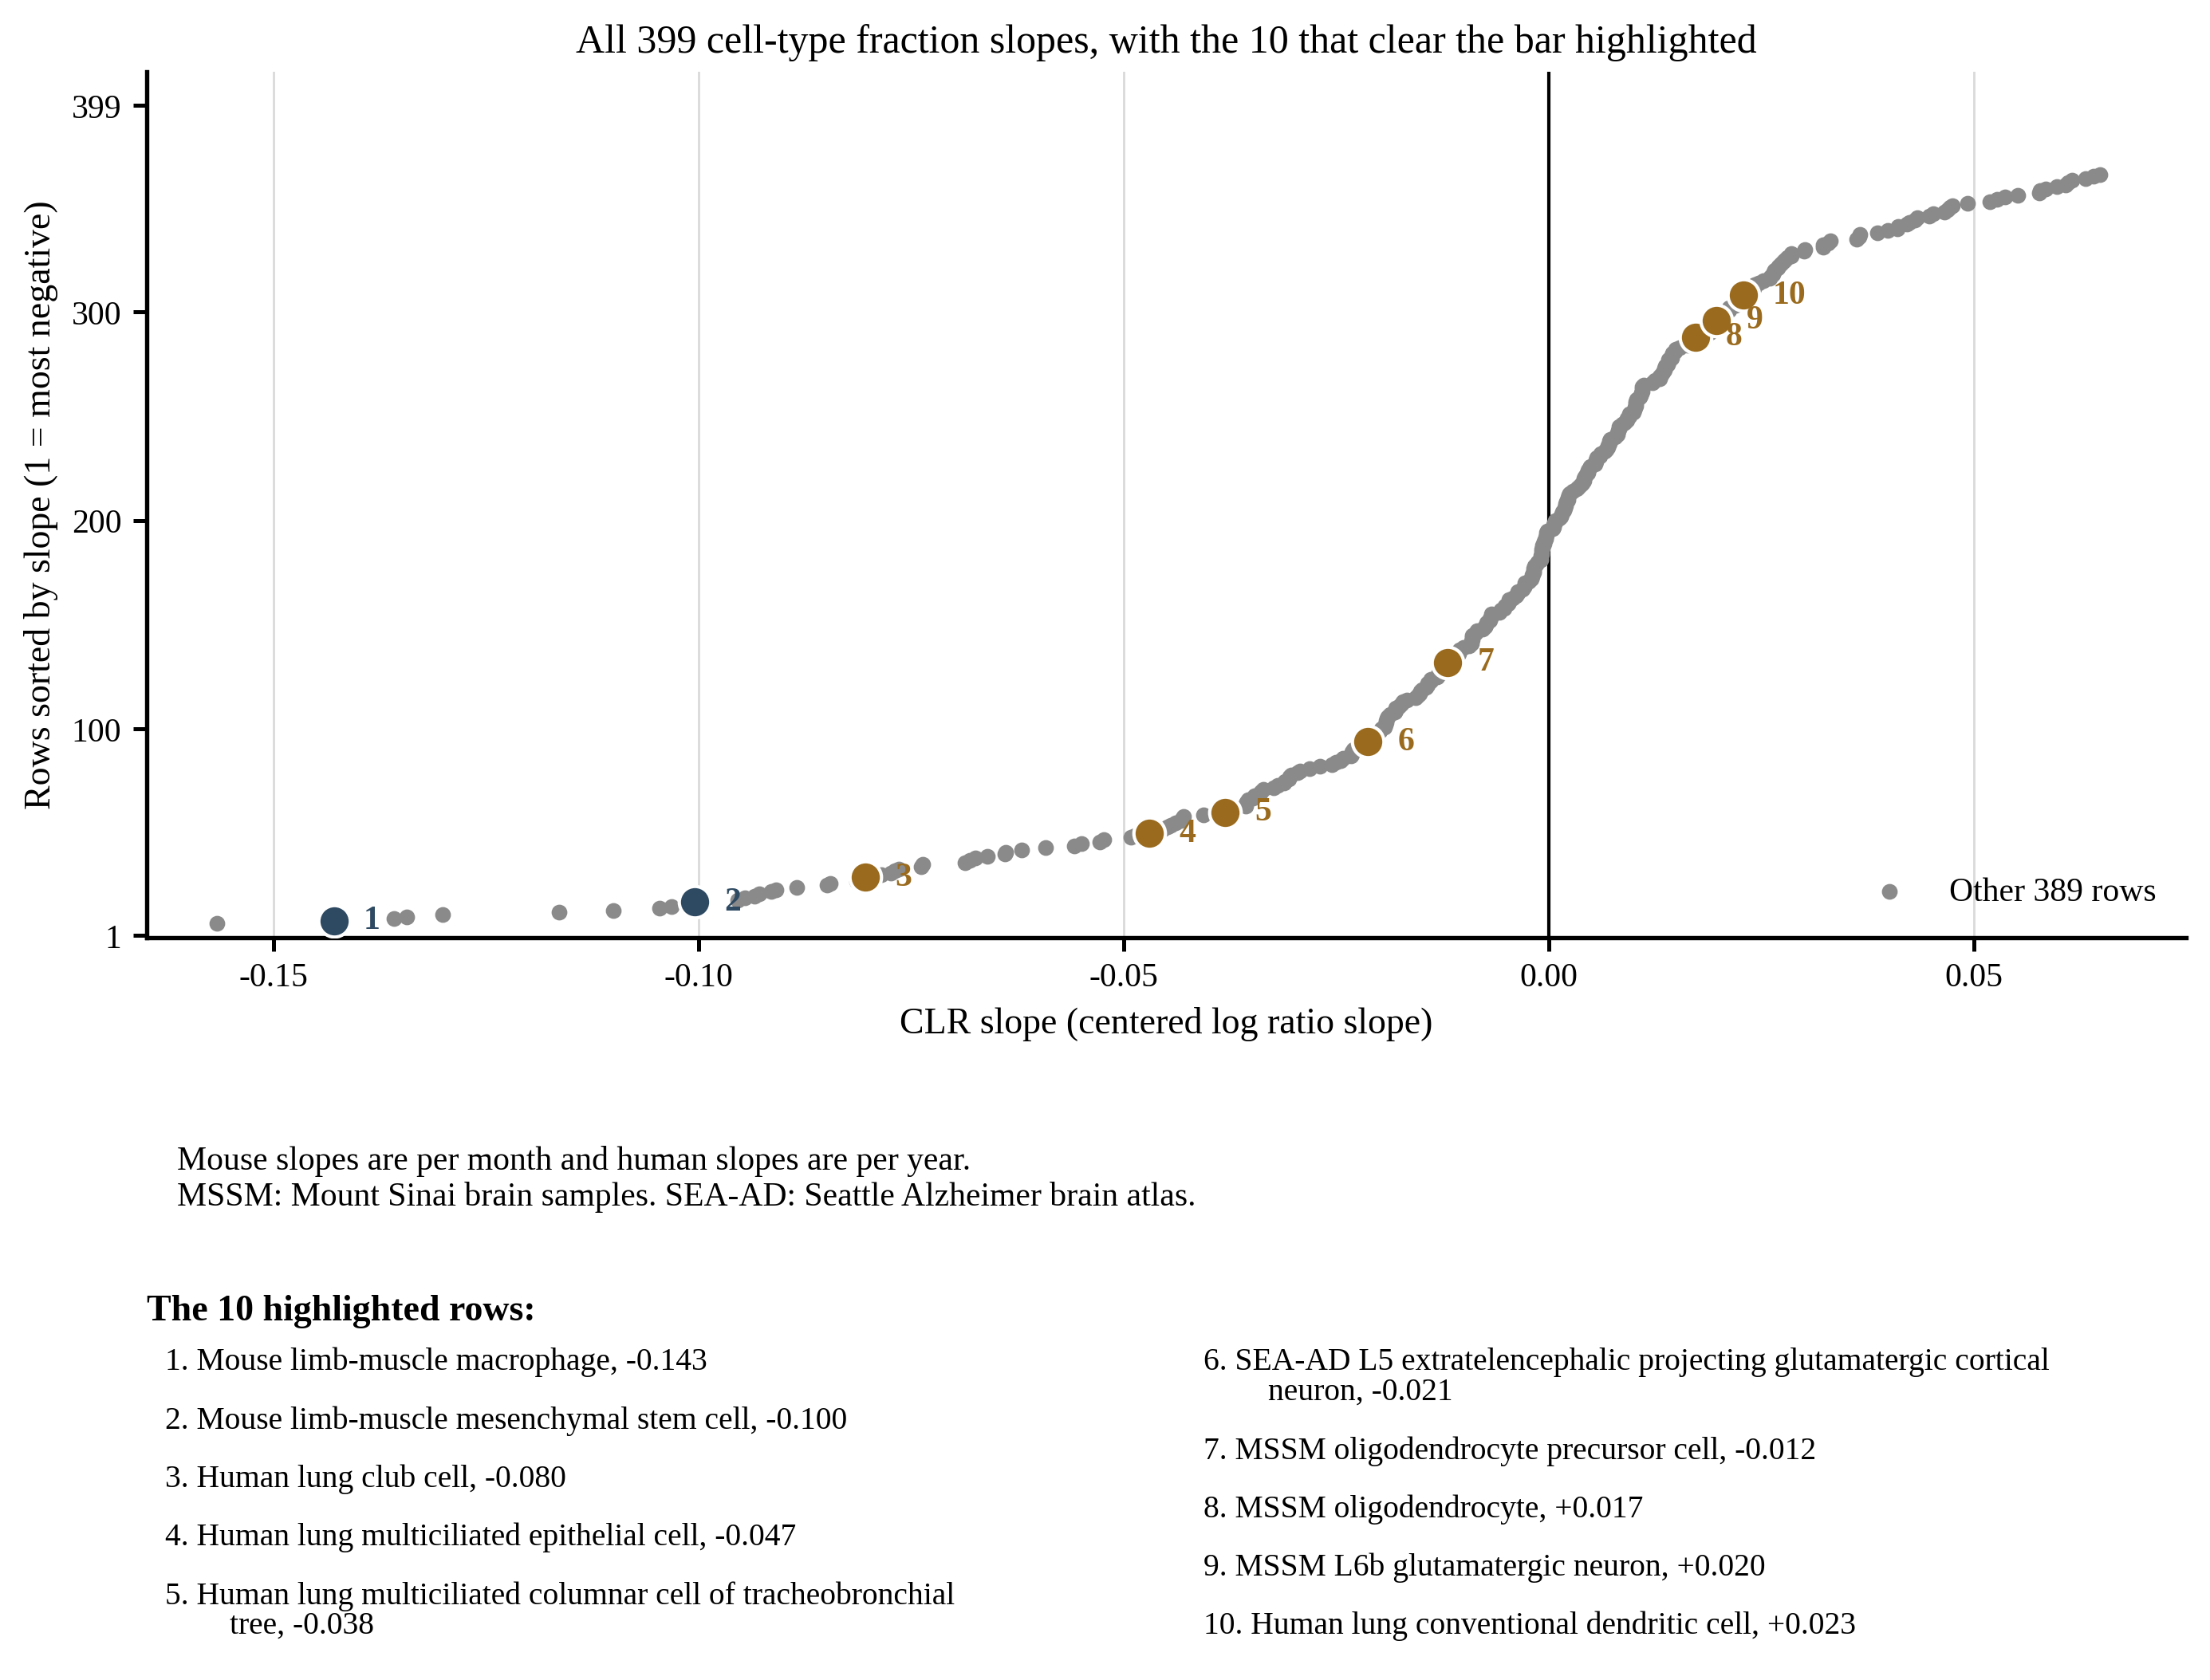 All 399 cell-type fraction slopes, with the 10 that clear the bar highlighted
Rows sorted by slope (1 = most negative)
399
300
200
100
1
10
9
8
7
6
5
4
3
2
1
Other 389 rows
-0.15
-0.10
-0.05
0.00
0.05
CLR slope (centered log ratio slope)
Mouse slopes are per month and human slopes are per year.
MSSM: Mount Sinai brain samples. SEA-AD: Seattle Alzheimer brain atlas.
The 10 highlighted rows:
1. Mouse limb-muscle macrophage, -0.143
2. Mouse limb-muscle mesenchymal stem cell, -0.100
3. Human lung club cell, -0.080
4. Human lung multiciliated epithelial cell, -0.047
5. Human lung multiciliated columnar cell of tracheobronchial
tree, -0.038
6. SEA-AD L5 extratelencephalic projecting glutamatergic cortical
neuron, -0.021
7. MSSM oligodendrocyte precursor cell, -0.012
8. MSSM oligodendrocyte, +0.017
9. MSSM L6b glutamatergic neuron, +0.020
10. Human lung conventional dendritic cell, +0.023